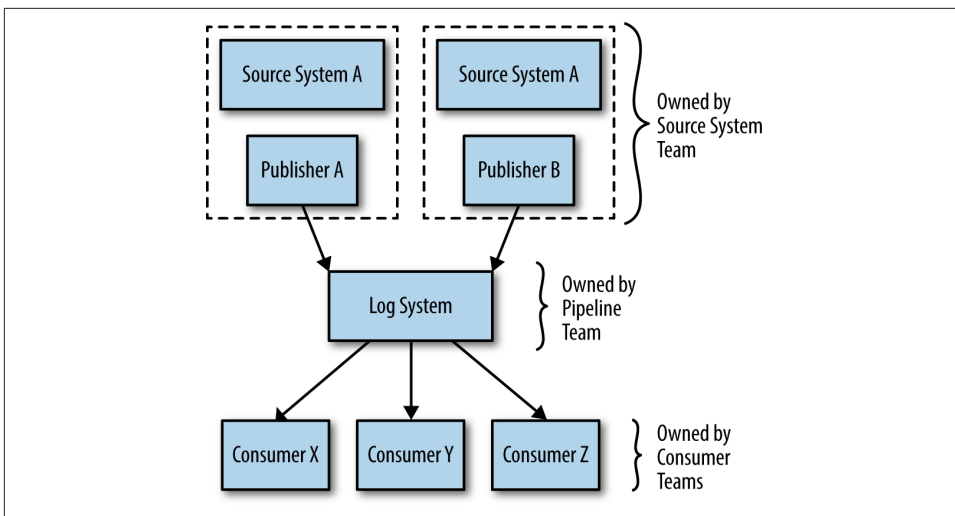 Source System A
Source System A
Publisher A
Publisher B
Owned by
Source System
Team
Log System
Owned by
Pipeline
Team
Consumer X
Consumer Y
Consumer Z
Owned by
Consumer
Teams